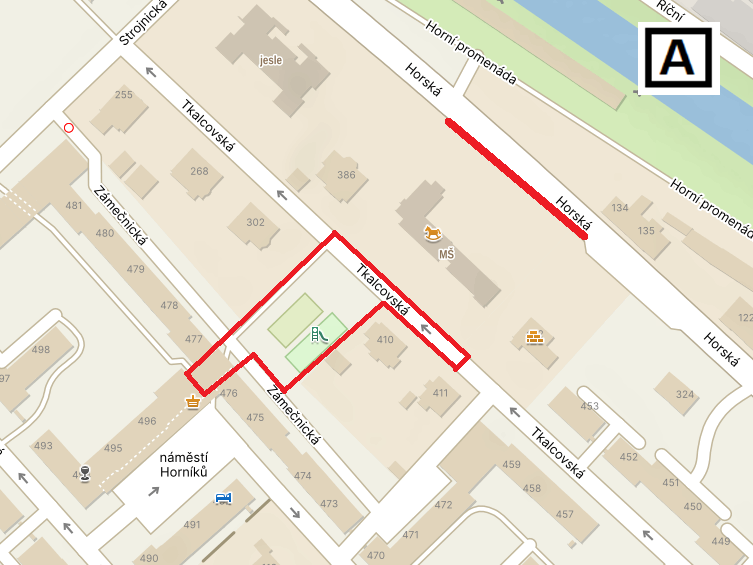 Strojnická
Říční
Horní promenáda
jesle
Horská
A
255
Tkalcovská
268
386
481
Zámečnická
480
302
134
135
Horská
Horní promenáda
MŠ
479
478
Tkalcovská
477
122
498
410
Horská
497
476
411
324
453
496
475
Zámečnická
493
495
náměstí
Horníků
Tkalcovská
474
459
452
458
451
473
472
457
450
491
471
449
490
470